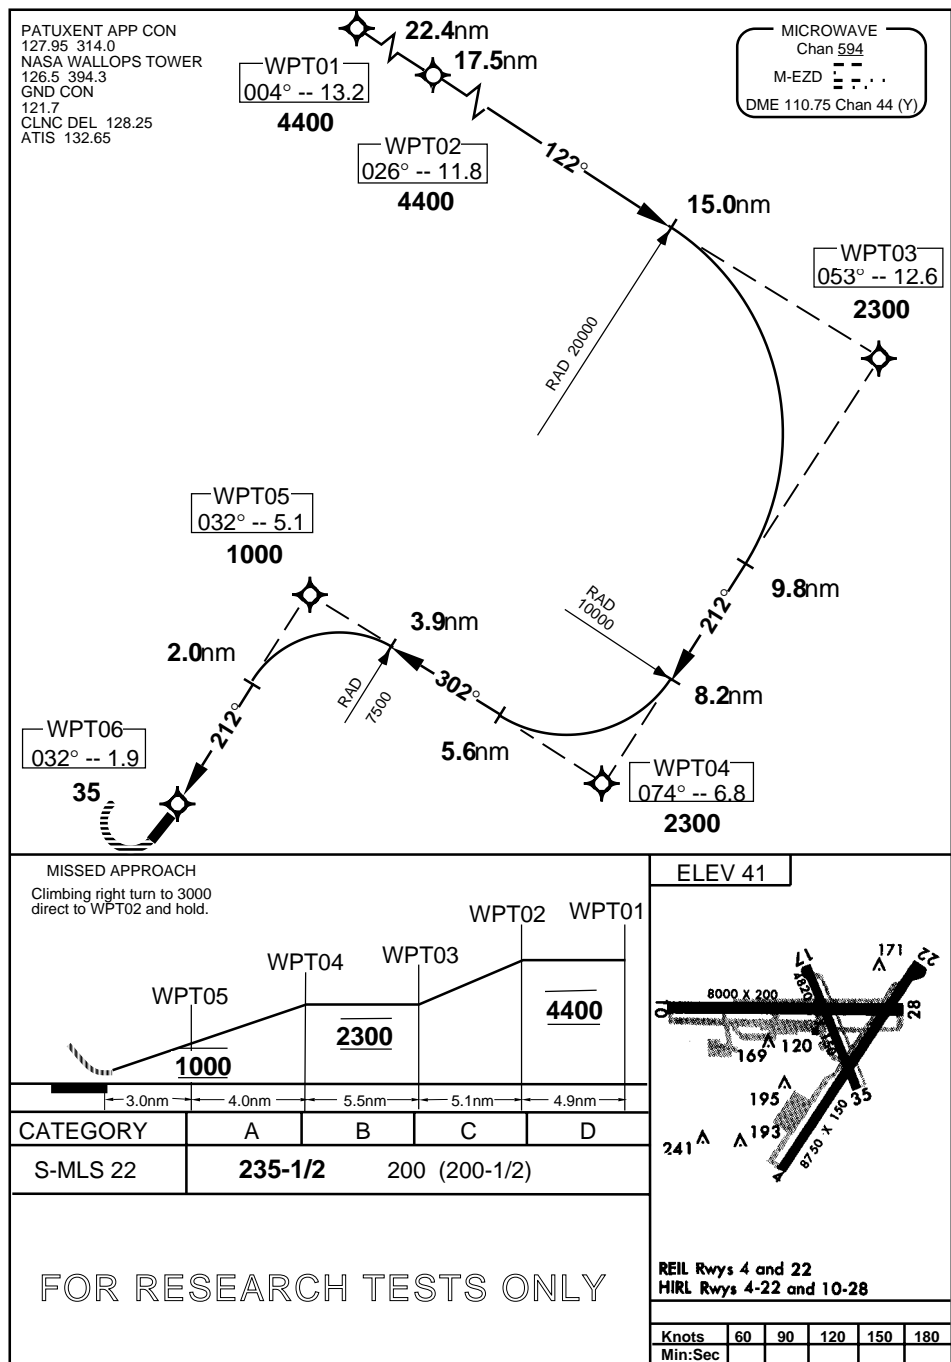 PATUXENT APP CON
127.95 314.0
NASA WALLOPS TOWER
126.5 394.3
GND CON
121.7
CLNC DEL 128.25
ATIS 132.65
22.4nm
17.5nm
MICROWAVE
Chan 594
M-EZD
DME 110.75 Chan 44 (Y)
WPT01
004° -- 13.2
4400
WPT02
026° -- 11.8
4400
122°
15.0nm
WPT03
053° -- 12.6
2300
RAD 20000
WPT05
032° -- 5.1
1000
RAD
10000
9.8nm
212°
3.9nm
2.0nm
RAD
7500
302°
8.2nm
212°
5.6nm
WPT06
032° -- 1.9
35
WPT04
074° -- 6.8
2300
MISSED APPROACH
Climbing right turn to 3000
direct to WPT02 and hold.
WPT02
WPT01
WPT03
WPT04
WPT05
4400
2300
1000
3.0nm
4.0nm
5.5nm
5.1nm
4.9nm
CATEGORY A B C D
S-MLS 22 235-1/2 200 (200-1/2)
FOR RESEARCH TESTS ONLY
ELEV 41
17
171
22
4820 X 150
8000 X 200
10
28
169
120
195
35
193
241
8750 X 150
4
REIL Rwys 4 and 22
HIRL Rwys 4-22 and 10-28
Knots 60 90 120 150 180
Min:Sec